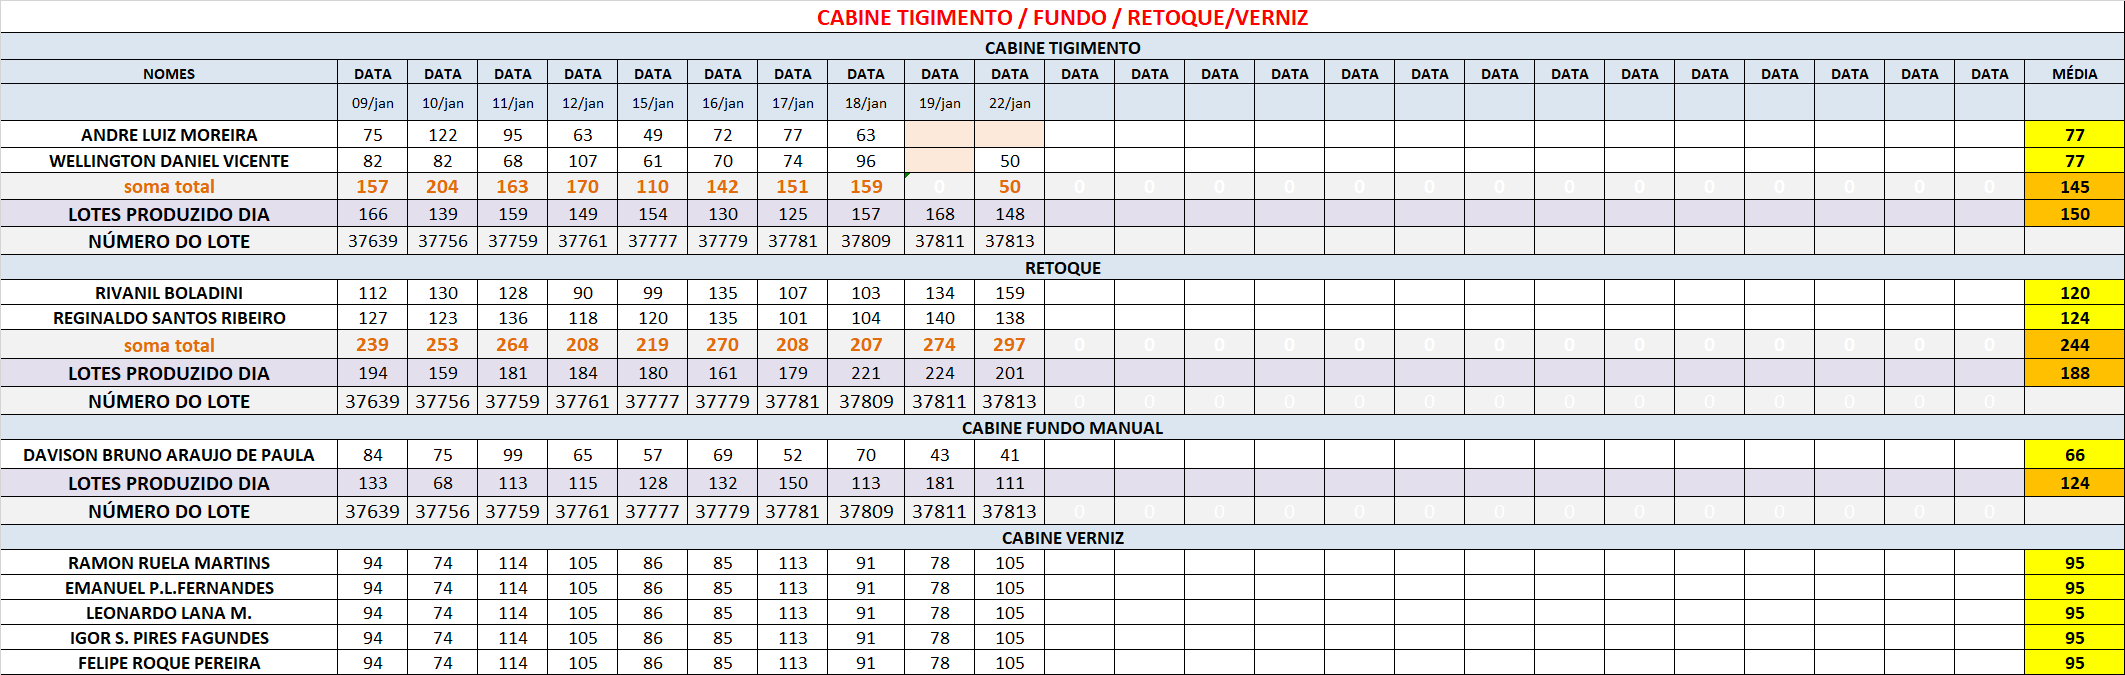 CABINE TIGIMENTO / FUNDO / RETOQUE/VERNIZ
CABINE TIGIMENTO
NOMES DATA DATA DATA DATA DATA DATA DATA DATA DATA DATA DATA DATA DATA DATA DATA DATA DATA DATA DATA DATA DATA DATA DATA DATA MÉDIA
09/jan 10/jan 11/jan 12/jan 15/jan 16/jan 17/jan 18/jan 19/jan 22/jan
ANDRE LUIZ MOREIRA 75 122 95 63 49 72 77 63 77
WELLINGTON DANIEL VICENTE 82 82 68 107 61 70 74 96 50 77
soma total 157 204 163 170 110 142 151 159 0 50 0 0 0 0 0 0 0 0 0 0 0 0 0 0 145
LOTES PRODUZIDO DIA 166 139 159 149 154 130 125 157 168 148 150
NÚMERO DO LOTE 37639 37756 37759 37761 37777 37779 37781 37809 37811 37813
RETOQUE
RIVANIL BOLADINI 112 130 128 90 99 135 107 103 134 159 120
REGINALDO SANTOS RIBEIRO 127 123 136 118 120 135 101 104 140 138 124
soma total 239 253 264 208 219 270 208 207 274 297 0 0 0 0 0 0 0 0 0 0 0 0 0 0 244
LOTES PRODUZIDO DIA 194 159 181 184 180 161 179 221 224 201 188
NÚMERO DO LOTE 37639 37756 37759 37761 37777 37779 37781 37809 37811 37813 0 0 0 0 0 0 0 0 0 0 0 0 0 0
CABINE FUNDO MANUAL
DAVISON BRUNO ARAUJO DE PAULA 84 75 99 65 57 69 52 70 43 41 66
LOTES PRODUZIDO DIA 133 68 113 115 128 132 150 113 181 111 124
NÚMERO DO LOTE 37639 37756 37759 37761 37777 37779 37781 37809 37811 37813 0 0 0 0 0 0 0 0 0 0 0 0 0 0
CABINE VERNIZ
RAMON RUELA MARTINS 94 74 114 105 86 85 113 91 78 105 95
EMANUEL P.L.FERNANDES 94 74 114 105 86 85 113 91 78 105 95
LEONARDO LANA M. 94 74 114 105 86 85 113 91 78 105 95
IGOR S. PIRES FAGUNDES 94 74 114 105 86 85 113 91 78 105 95
FELIPE ROQUE PEREIRA 94 74 114 105 86 85 113 91 78 105 95